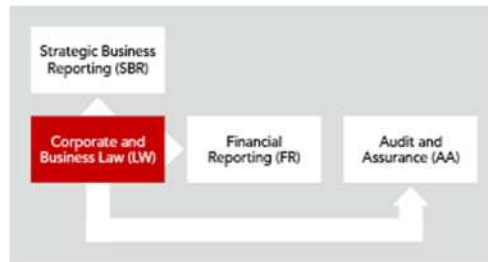 Strategic Business
Reporting (SBR)
Corporate and
Business Law (LW)
Financial
Reporting (FR)
Audit and
Assurance (AA)